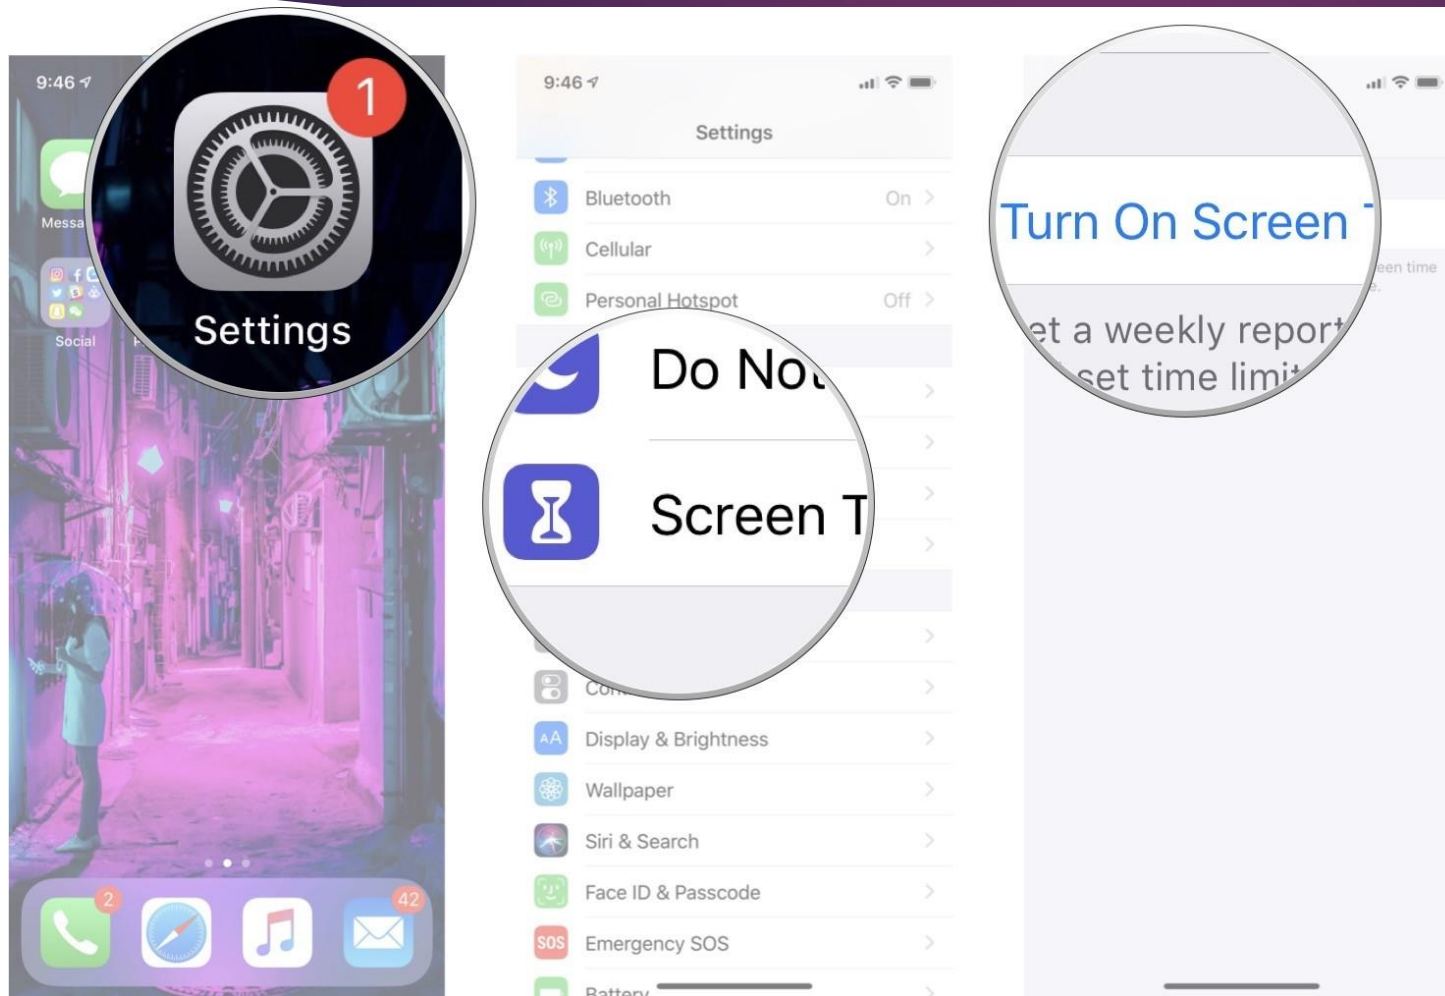 9:46
1
Messa
Settings
Social
2
42
9:46
Settings
Bluetooth
On
Cellular
Personal Hotspot
Off
Do Not
Screen T
Display & Brightness
Wallpaper
Siri & Search
Face ID & Passcode
SOS
Emergency SOS
Battery
Turn On Screen T
een time
e.
et a weekly report
set time limit